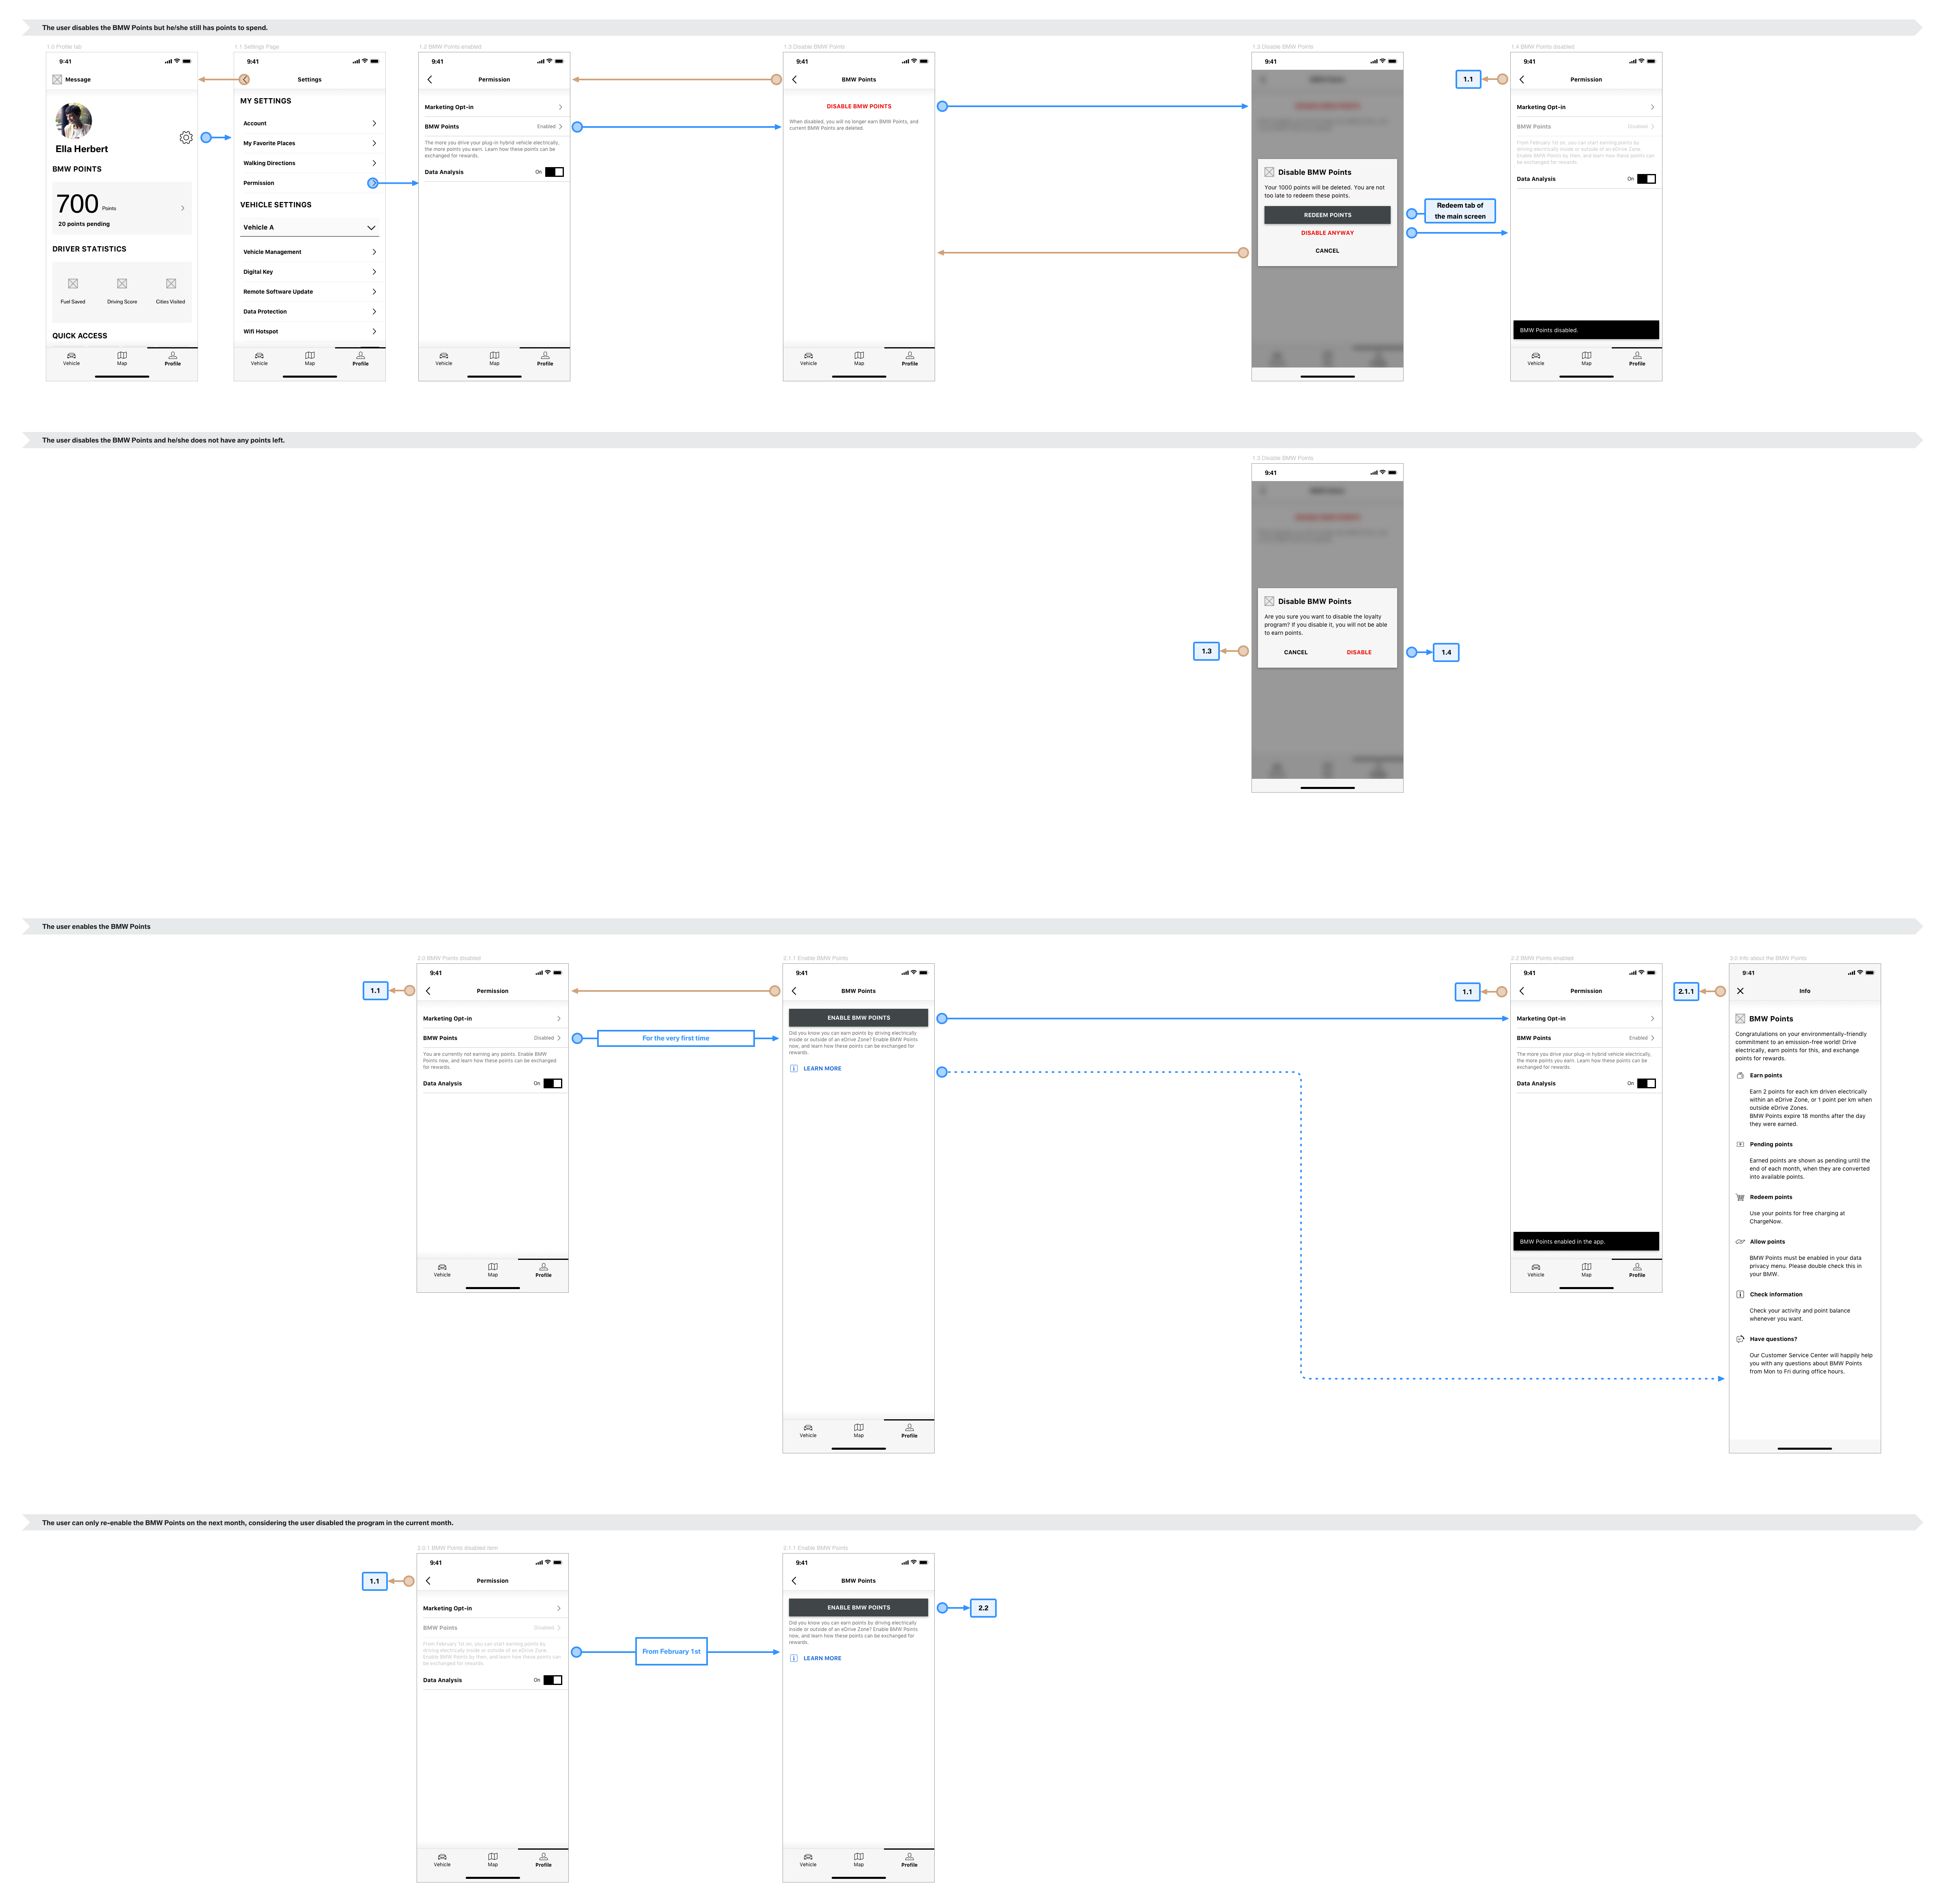 The user disables the BMW Points but he/she still has points to spend.
1.0 Profile tab
9:41
Message
Ella Herbert
BMW POINTS
700 Points
20 points pending
DRIVER STATISTICS
Fuel Saved Driving Score Cities Visited
QUICK ACCESS
Vehicle Map Profile
1.1 Settings Page
9:41
Settings
MY SETTINGS
Account
My Favorite Places
Walking Directions
Permission
VEHICLE SETTINGS
Vehicle A
Vehicle Management
Digital Key
Remote Software Update
Data Protection
Wifi Hotspot
Vehicle Map Profile
1.2 BMW Points enabled
9:41
Permission
Marketing Opt-in
BMW Points Enabled
The more you drive your plug-in hybrid vehicle electrically,
the more points you earn. Learn how these points can be
exchanged for rewards.
Data Analysis On
Vehicle Map Profile
1.3 Disable BMW Points
9:41
BMW Points
DISABLE BMW POINTS
When disabled, you will no longer earn BMW Points, and
current BMW Points are deleted.
Vehicle Map Profile
1.3 Disable BMW Points
9:41
Disable BMW Points
Your 1000 points will be deleted. You are not
too late to redeem these points.
REDEEM POINTS
DISABLE ANYWAY
CANCEL
Redeem tab of
the main screen
1.4 BMW Points disabled
1.1
9:41
Permission
Marketing Opt-in
BMW Points Disabled
From February 1st on, you can start earning points by
driving electrically inside or outside of an eDrive Zone.
Enable BMW Points by then, and learn how these points can
be exchanged for rewards.
Data Analysis On
BMW Points disabled.
Vehicle Map Profile
The user disables the BMW Points and he/she does not have any points left.
1.3 Disable BMW Points
9:41
Disable BMW Points
Are you sure you want to disable the loyalty
program? If you disable it, you will not be able
to earn points.
CANCEL DISABLE
1.3
1.4
The user enables the BMW Points
2.0 BMW Points disabled
1.1
9:41
Permission
Marketing Opt-in
BMW Points Disabled
You are currently not earning any points. Enable BMW
Points now, and learn how these points can be exchanged
for rewards.
Data Analysis On
Vehicle Map Profile
For the very first time
2.1.1 Enable BMW Points
9:41
BMW Points
ENABLE BMW POINTS
Did you know you can earn points by driving electrically
inside or outside of an eDrive Zone? Enable BMW Points
now, and learn how these points can be exchanged for
rewards.
LEARN MORE
Vehicle Map Profile
2.2 BMW Points enabled
1.1
9:41
Permission
Marketing Opt-in
BMW Points Enabled
The more you drive your plug-in hybrid vehicle electrically,
the more points you earn. Learn how these points can be
exchanged for rewards.
Data Analysis On
BMW Points enabled in the app.
Vehicle Map Profile
3.0 Info about the BMW Points
2.1.1
9:41
Info
BMW Points
Congratulations on your environmentally-friendly
commitment to an emission-free world! Drive
electrically, earn points for this, and exchange
points for rewards.
Earn points
Earn 2 points for each km driven electrically
within an eDrive Zone, or 1 point per km when
outside eDrive Zones.
BMW Points expire 18 months after the day
they were earned.
Pending points
Earned points are shown as pending until the
end of each month, when they are converted
into available points.
Redeem points
Use your points for free charging at
ChargeNow.
Allow points
BMW Points must be enabled in your data
privacy menu. Please double check this in
your BMW.
Check information
Check your activity and point balance
whenever you want.
Have questions?
Our Customer Service Center will happily help
you with any questions about BMW Points
from Mon to Fri during office hours.
The user can only re-enable the BMW Points on the next month, considering the user disabled the program in the current month.
2.0.1 BMW Points disabled item
1.1
9:41
Permission
Marketing Opt-in
BMW Points Disabled
From February 1st on, you can start earning points by
driving electrically inside or outside of an eDrive Zone.
Enable BMW Points by then, and learn how these points can
be exchanged for rewards.
Data Analysis On
Vehicle Map Profile
From February 1st
2.1.1 Enable BMW Points
9:41
BMW Points
ENABLE BMW POINTS
Did you know you can earn points by driving electrically
inside or outside of an eDrive Zone? Enable BMW Points
now, and learn how these points can be exchanged for
rewards.
LEARN MORE
Vehicle Map Profile
2.2